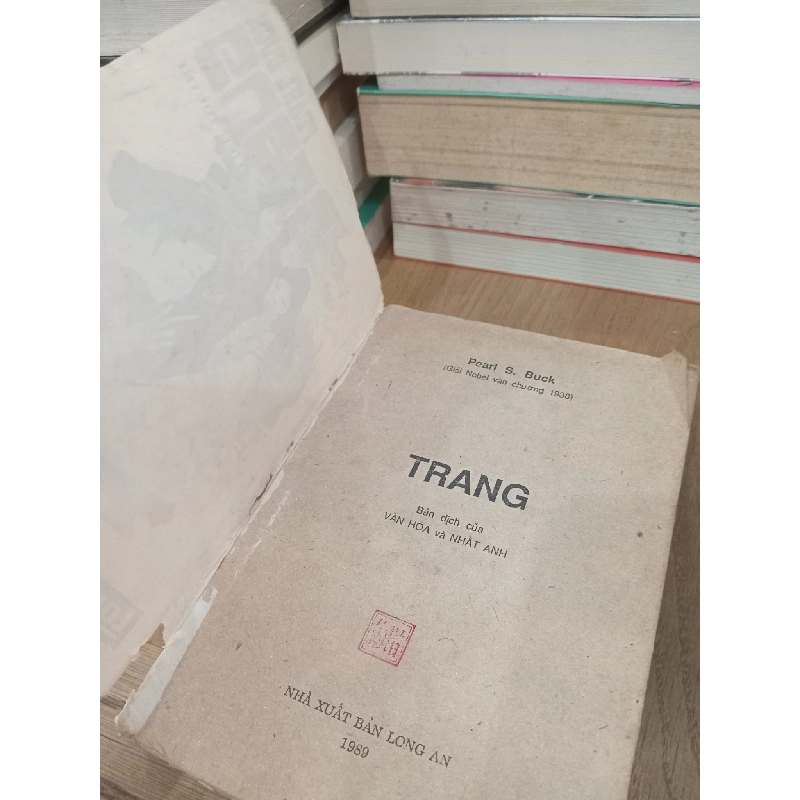 Pearl S. Buck
(Giải Nobel văn chương 1938)
TRANG
Bản dịch của
VĂN HÒA và NHẤT ANH
NHÀ XUẤT BẢN LONG AN
1989